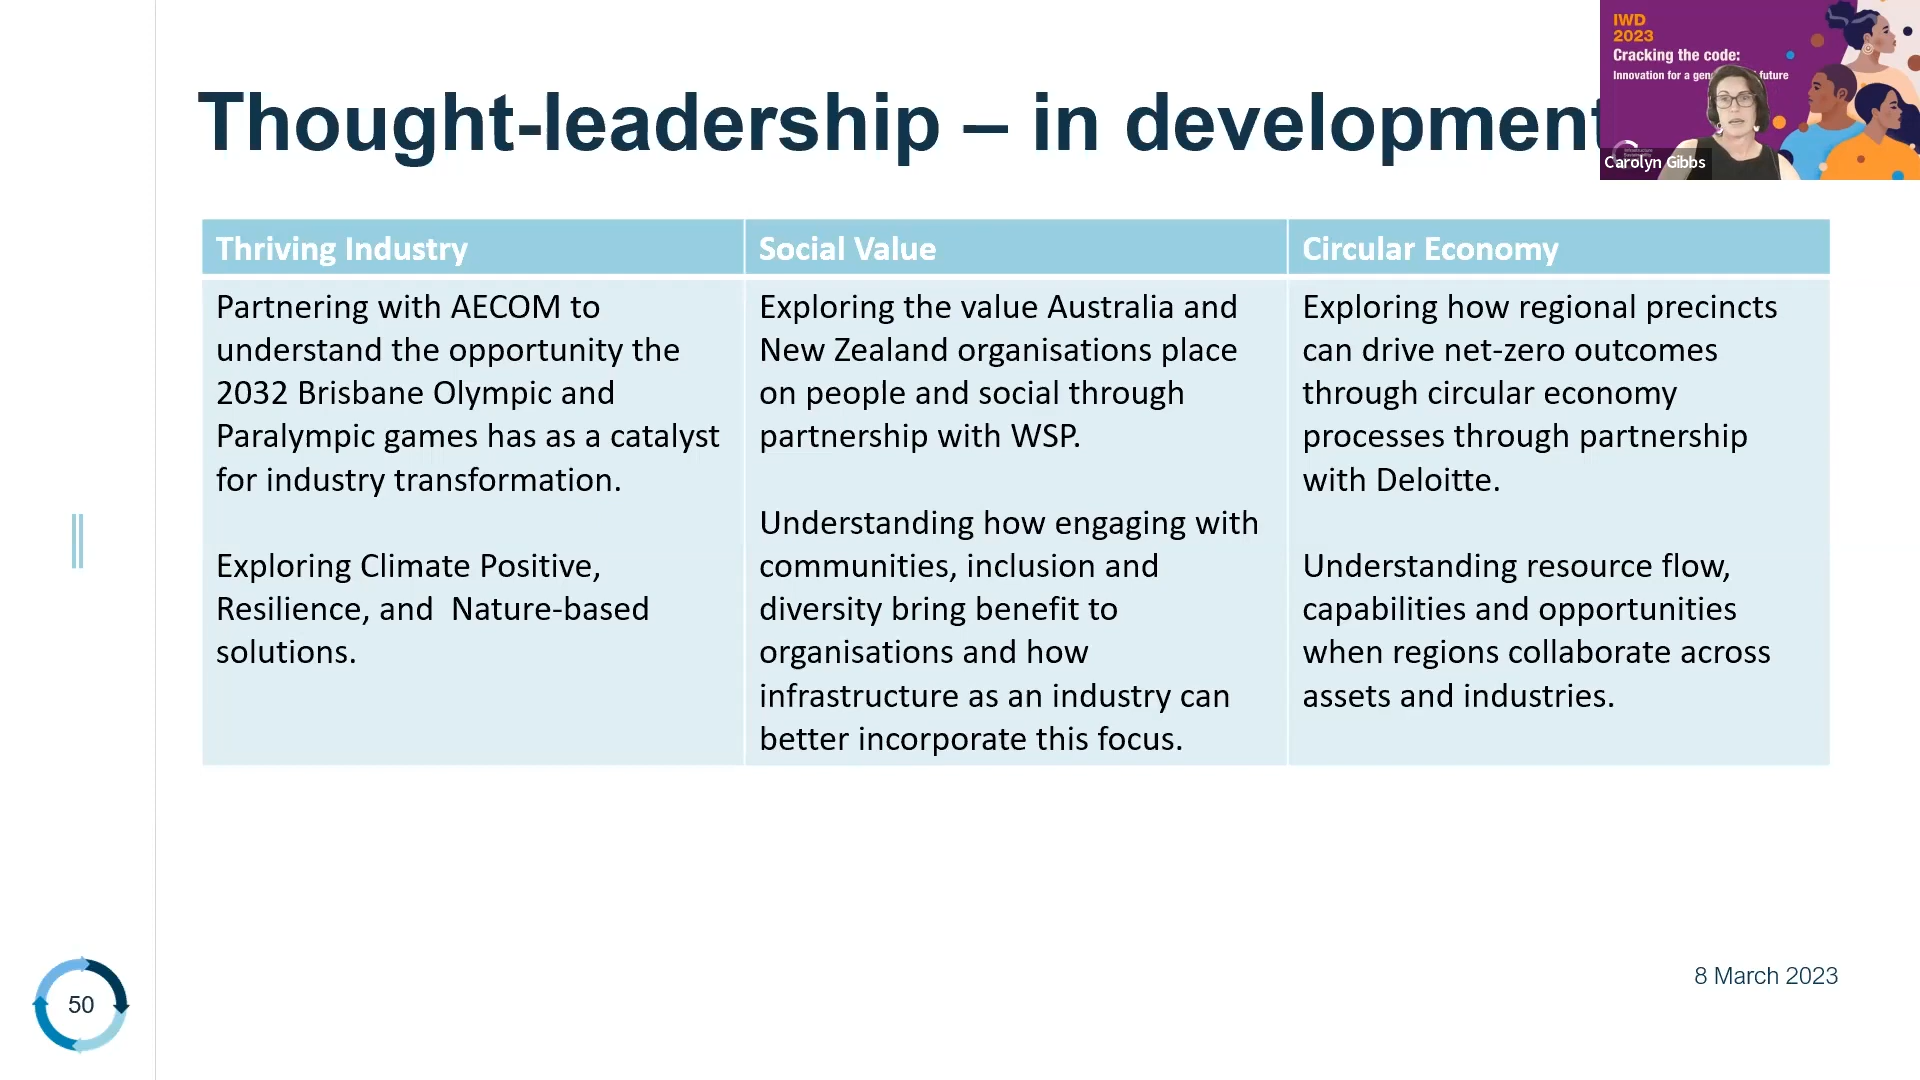 Thought-leadership – in development
IWD
2023
Cracking the code:
Innovation for a gen
future
Carolyn Gibbs
Thriving Industry
Partnering with AECOM to
understand the opportunity the
2032 Brisbane Olympic and
Paralympic games has as a catalyst
for industry transformation.
Exploring Climate Positive,
Resilience, and  Nature-based
solutions.
Social Value
Exploring the value Australia and
New Zealand organisations place
on people and social through
partnership with WSP.
Understanding how engaging with
communities, inclusion and
diversity bring benefit to
organisations and how
infrastructure as an industry can
better incorporate this focus.
Circular Economy
Exploring how regional precincts
can drive net-zero outcomes
through circular economy
processes through partnership
with Deloitte.
Understanding resource flow,
capabilities and opportunities
when regions collaborate across
assets and industries.
8 March 2023
50